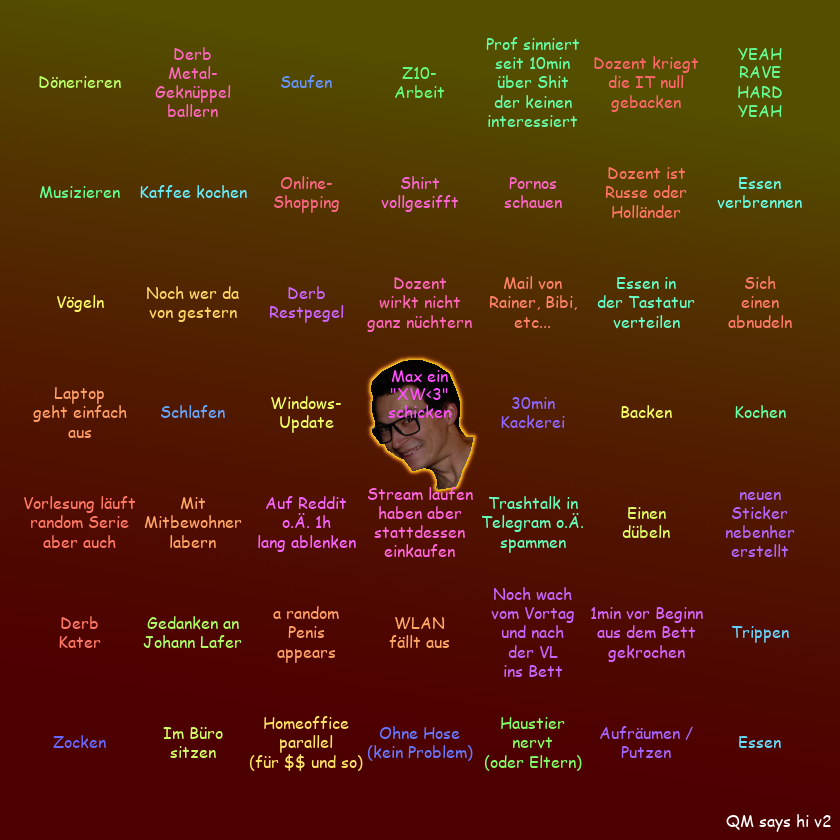 Dönerieren
Derb
Metal-
Geknüppel
ballern
Saufen
Z10-
Arbeit
Prof sinniert
seit 10min
über Shit
der keinen
interessiert
Dozent kriegt
die IT null
gebacken
YEAH
RAVE
HARD
YEAH
Musizieren
Kaffee kochen
Online-
Shopping
Shirt
vollgesifft
Pornos
schauen
Dozent ist
Russe oder
Holländer
Essen
verbrennen
Vögeln
Noch wer da
von gestern
Derb
Restpegel
Dozent
wirkt nicht
ganz nüchtern
Mail von
Rainer, Bibi,
etc...
Essen in
der Tastatur
verteilen
Sich
einen
abnudeln
Laptop
geht einfach
aus
Schlafen
Windows-
Update
Max ein
"XW<3"
schicken
30min
Kackerei
Backen
Kochen
Vorlesung läuft
random Serie
aber auch
Mit
Mitbewohner
labern
Auf Reddit
o.Ä. 1h
lang ablenken
Stream laufen
haben aber
stattdessen
einkaufen
Trashtalk in
Telegram o.Ä.
spammen
Einen
dübeln
neuen
Sticker
nebenher
erstellt
Derb
Kater
Gedanken an
Johann Lafer
a random
Penis
appears
WLAN
fällt aus
Noch wach
vom Vortag
und nach
der VL
ins Bett
1min vor Beginn
aus dem Bett
gekrochen
Trippen
Zocken
Im Büro
sitzen
Homeoffice
parallel
(für $$ und so)
Ohne Hose
(kein Problem)
Haustier
nervt
(oder Eltern)
Aufräumen /
Putzen
Essen
QM says hi v2